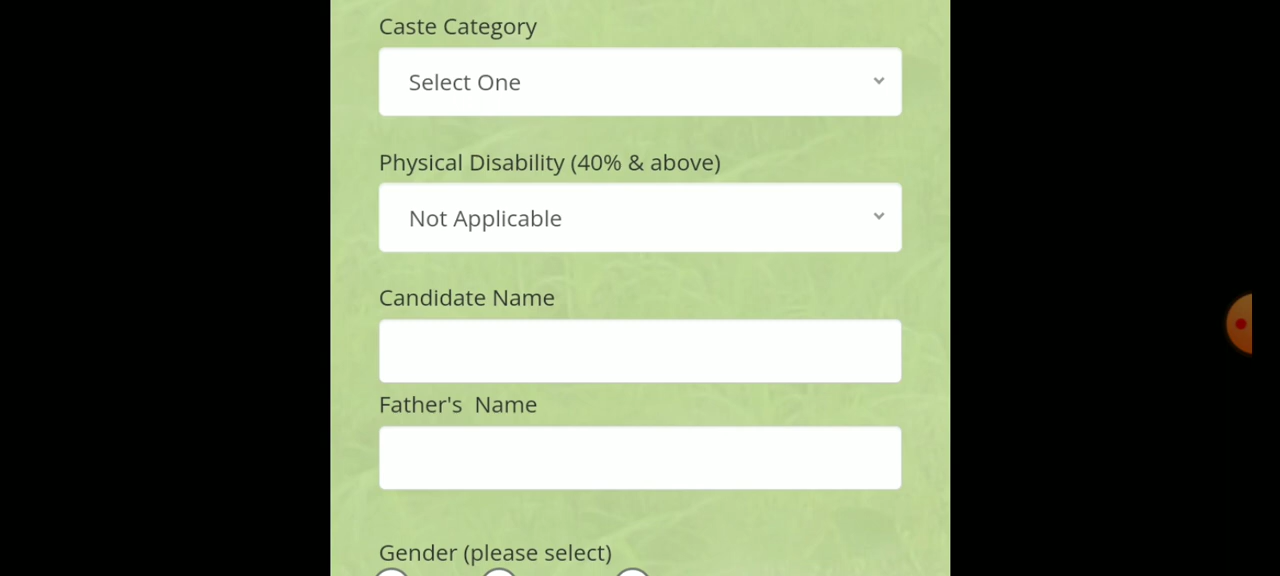 Caste Category
Select One
Physical Disability (40% & above)
Not Applicable
Candidate Name
Father's  Name
Gender (please select)